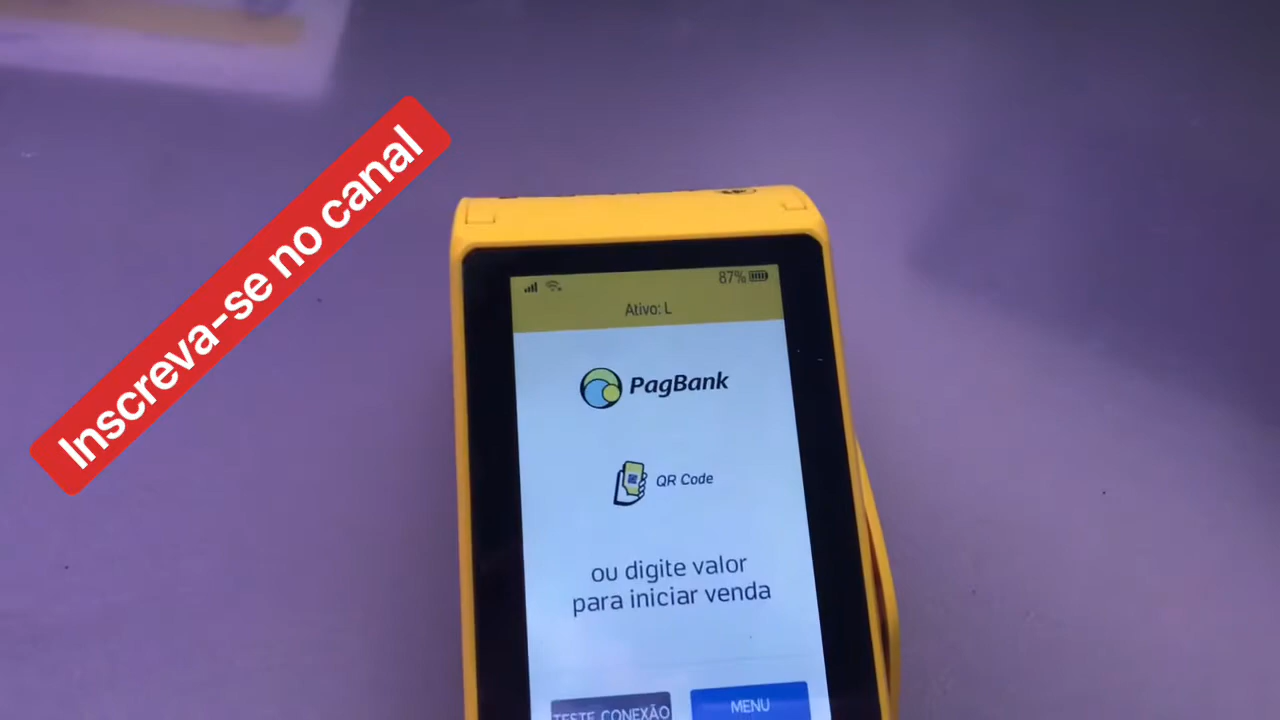 Inscreva-se no canal
87%
Ativo: L
PagBank
QR Code
ou digite valor
para iniciar venda
TESTE CONEXÃO
MENU